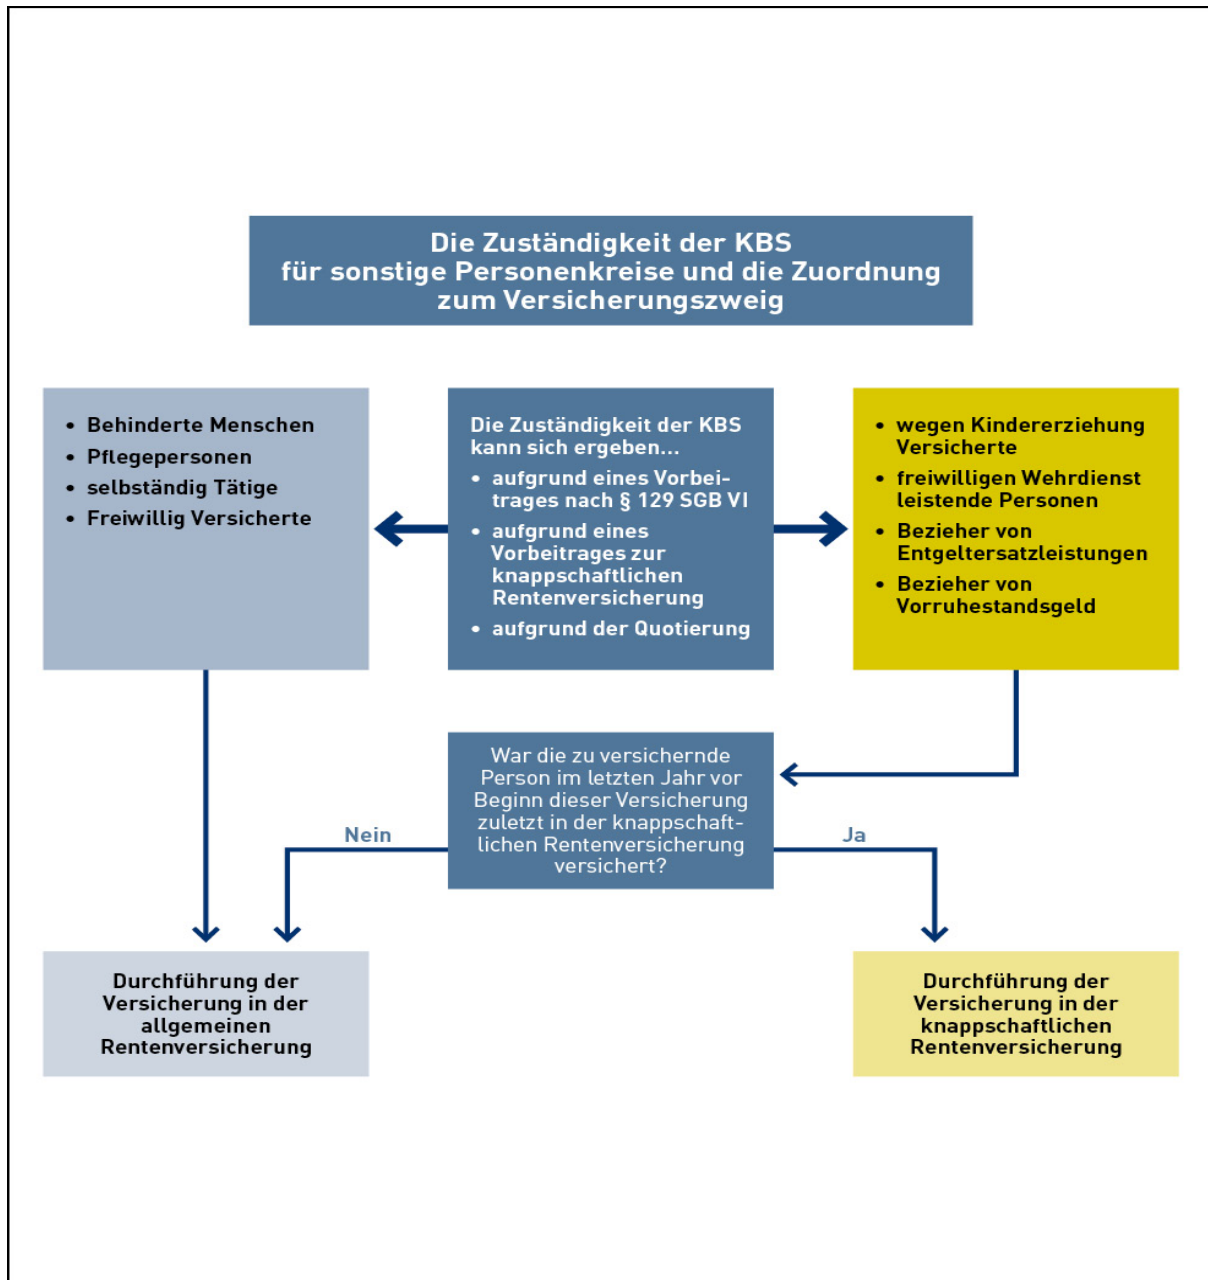 Die Zuständigkeit der KBS
für sonstige Personenkreise und die Zuordnung
zum Versicherungszweig
• Behinderte Menschen
• Pflegepersonen
• selbständig Tätige
• Freiwillig Versicherte
Die Zuständigkeit der KBS
kann sich ergeben...
• aufgrund eines Vorbei-
trages nach § 129 SGB VI
• aufgrund eines
Vorbeitrages zur
knappschaftlichen
Rentenversicherung
• aufgrund der Quotierung
• wegen Kindererziehung
Versicherte
• freiwilligen Wehrdienst
leistende Personen
• Bezieher von
Entgeltersatzleistungen
• Bezieher von
Vorruhestandsgeld
War die zu versichernde
Person im letzten Jahr vor
Beginn dieser Versicherung
zuletzt in der knappschaft-
lichen Rentenversicherung
versichert?
Nein
Ja
Durchführung der
Versicherung in der
allgemeinen
Rentenversicherung
Durchführung der
Versicherung in der
knappschaftlichen
Rentenversicherung